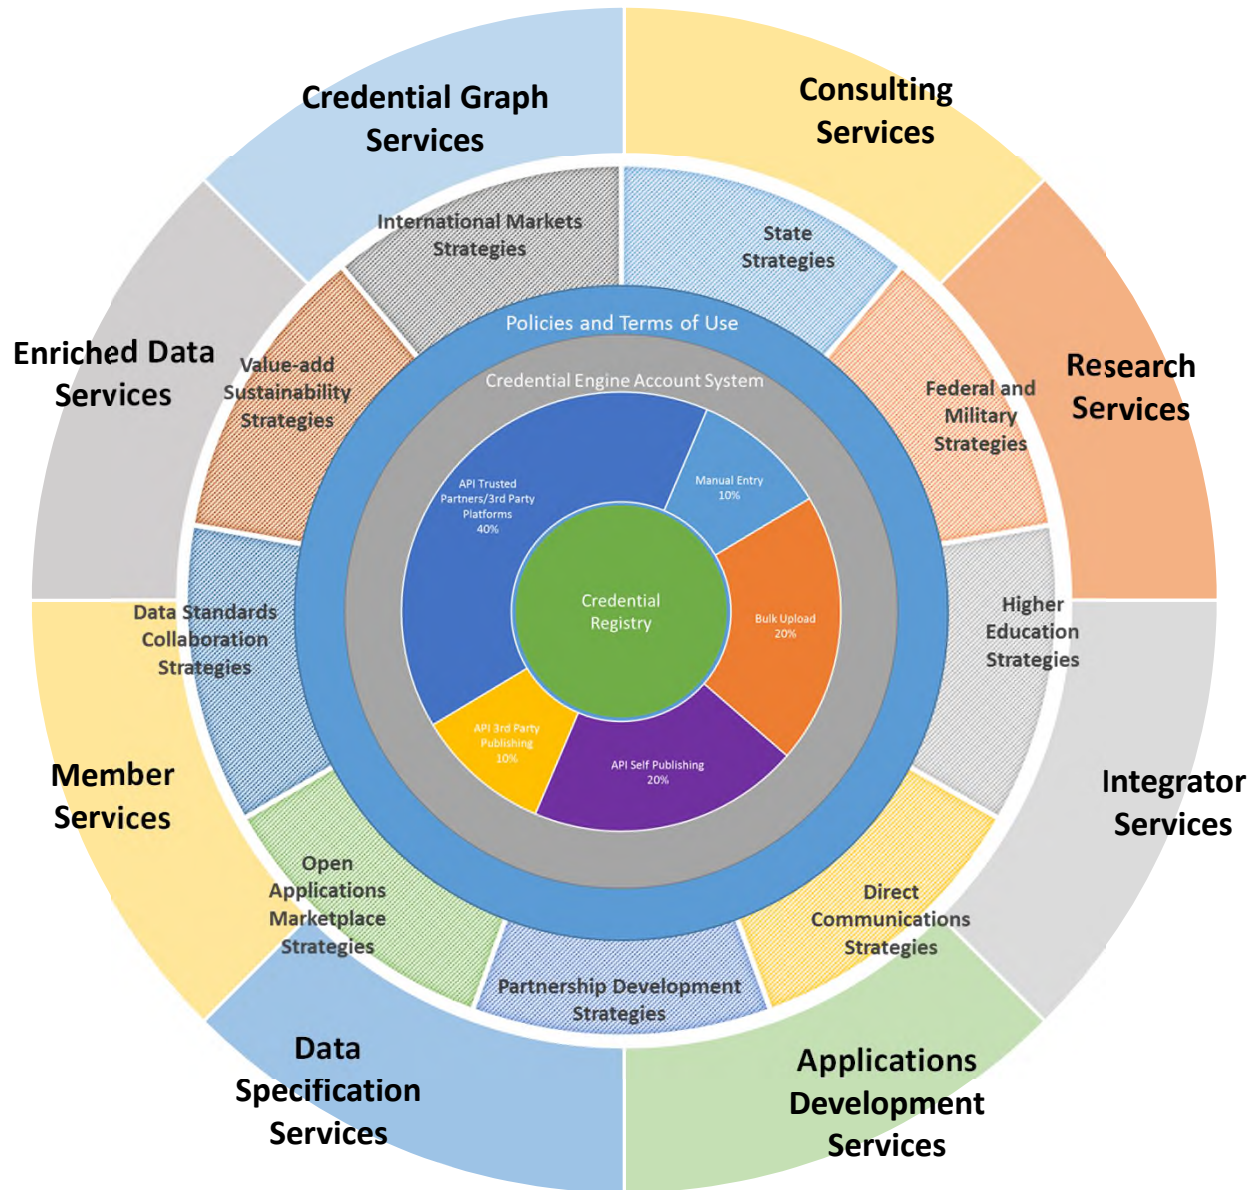 Credential Graph
Services
Consulting
Services
International Markets
Strategies
State
Strategies
Policies and Terms of Use
Enriched Data
Services
Value-add
Sustainability
Strategies
Credential Engine Account System
Federal and
Military
Strategies
Research
Services
API Trusted
Partners/3rd Party
Platforms
40%
Manual Entry
10%
Data Standards
Collaboration
Strategies
Credential
Registry
Bulk Upload
20%
Higher
Education
Strategies
API 3rd Party
Publishing
10%
API Self Publishing
20%
Member
Services
Integrator
Services
Open
Applications
Marketplace
Strategies
Direct
Communications
Strategies
Partnership Development
Strategies
Data
Specification
Services
Applications
Development
Services